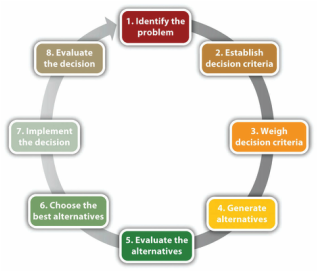 1. Identify the
problem
2. Establish
decision criteria
3. Weigh
decision criteria
4. Generate
alternatives
5. Evaluate the
alternatives
6. Choose the
best alternatives
7. Implement
the decision
8. Evaluate
the decision